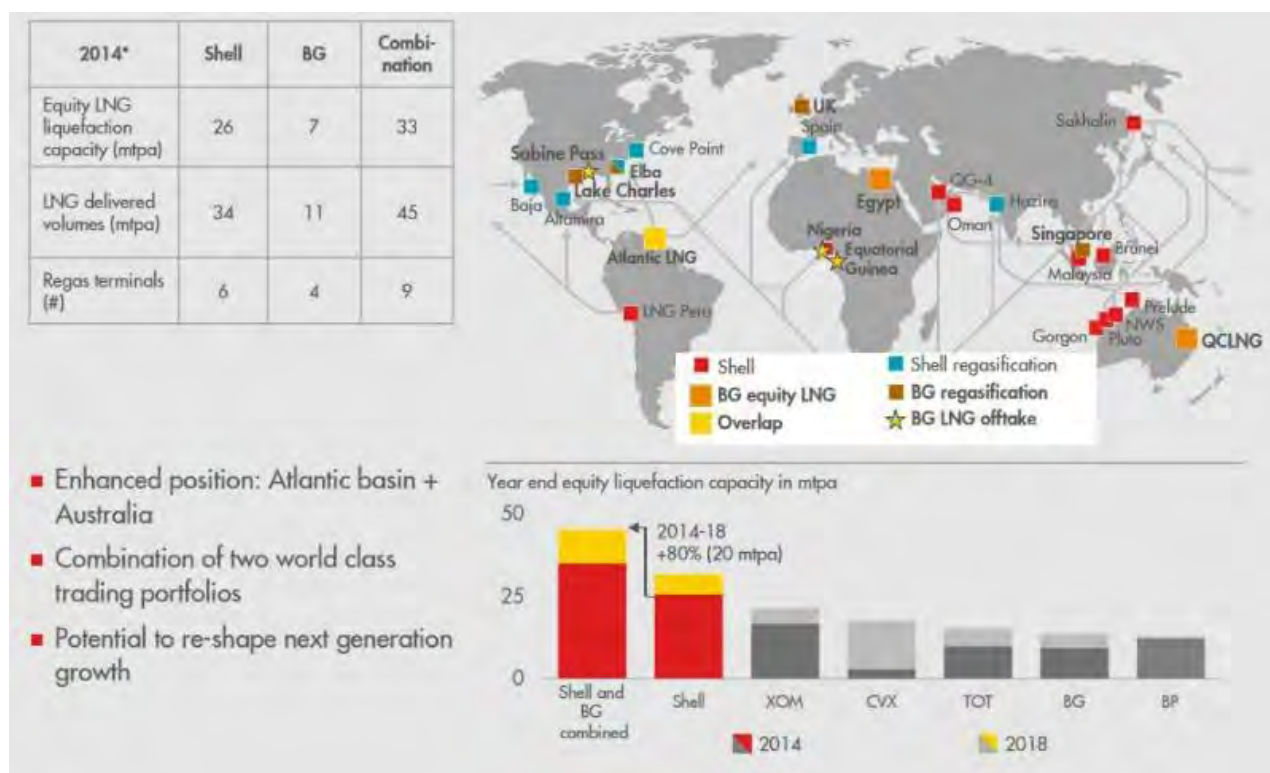 2014*
Shell
BG
Combi-
nation
Equity LNG
liquefaction
capacity (mtpa)
26
7
33
LNG delivered
volumes (mtpa)
34
11
45
Regas terminals
(#)
6
4
9
UK
Spain
Sakhalin
Sabine Pass
Cove Point
Elba
Lake Charles
Baja
Altamira
Egypt
QG-4
Oman
Hazira
Nigeria
Equatorial
Guinea
Singapore
Brunei
Malaysia
Atlantic LNG
LNG Peru
Prelude
NWS
Gorgon
Pluto
QCLNG
Shell
Shell regasification
BG equity LNG
BG regasification
Overlap
BG LNG offtake
Enhanced position: Atlantic basin +
Australia
Combination of two world class
trading portfolios
Potential to re-shape next generation
growth
Year end equity liquefaction capacity in mtpa
50
2014-18
+80% (20 mtpa)
25
0
Shell and
BG
combined
Shell
XOM
CVX
TOT
BG
BP
2014
2018